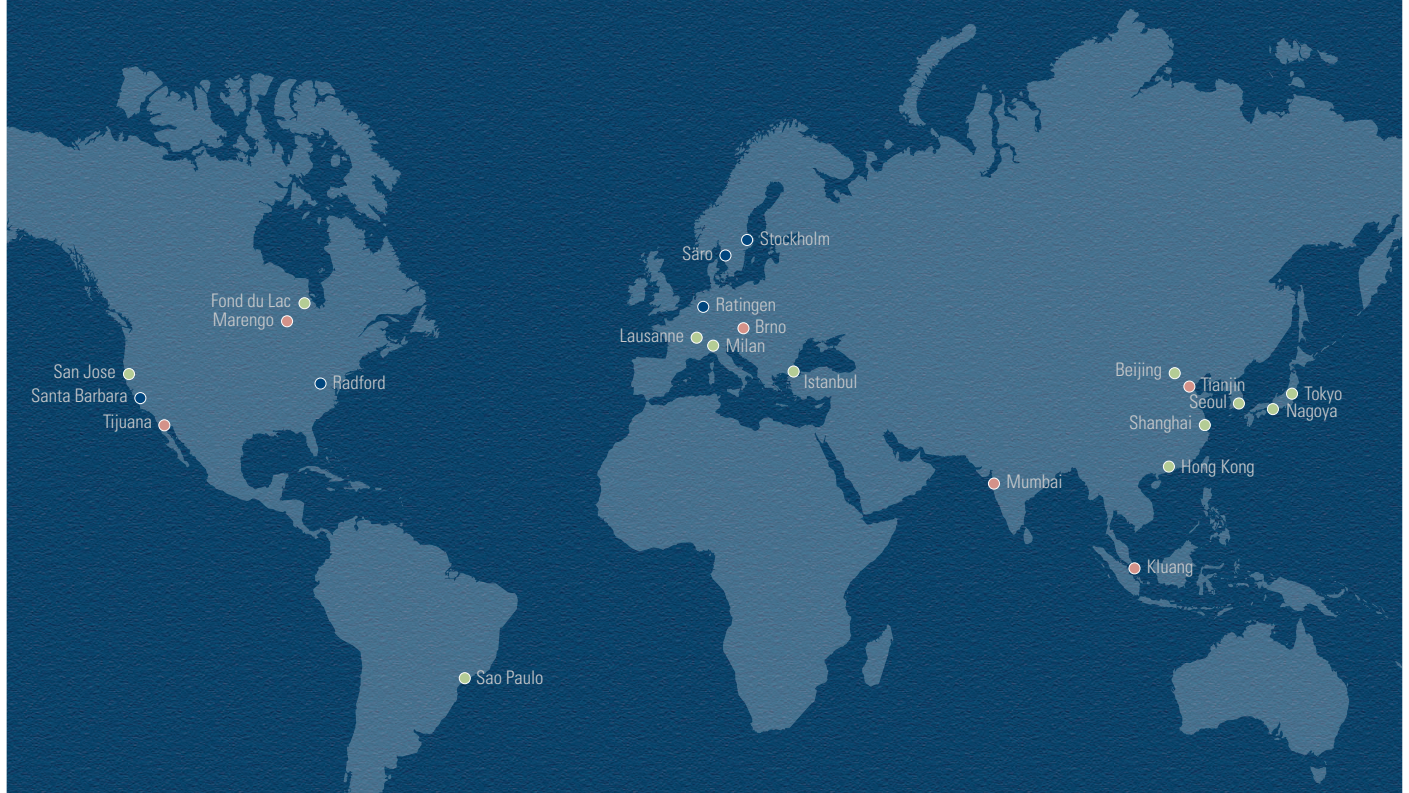 Stockholm
Säro
Fond du Lac
Ratingen
Marengo
Brno
Lausanne
Milan
San Jose
Radford
Istanbul
Beijing
Tianjin
Santa Barbara
Seoul
Tokyo
Nagoya
Tijuana
Shanghai
Hong Kong
Mumbai
Kluang
Sao Paulo